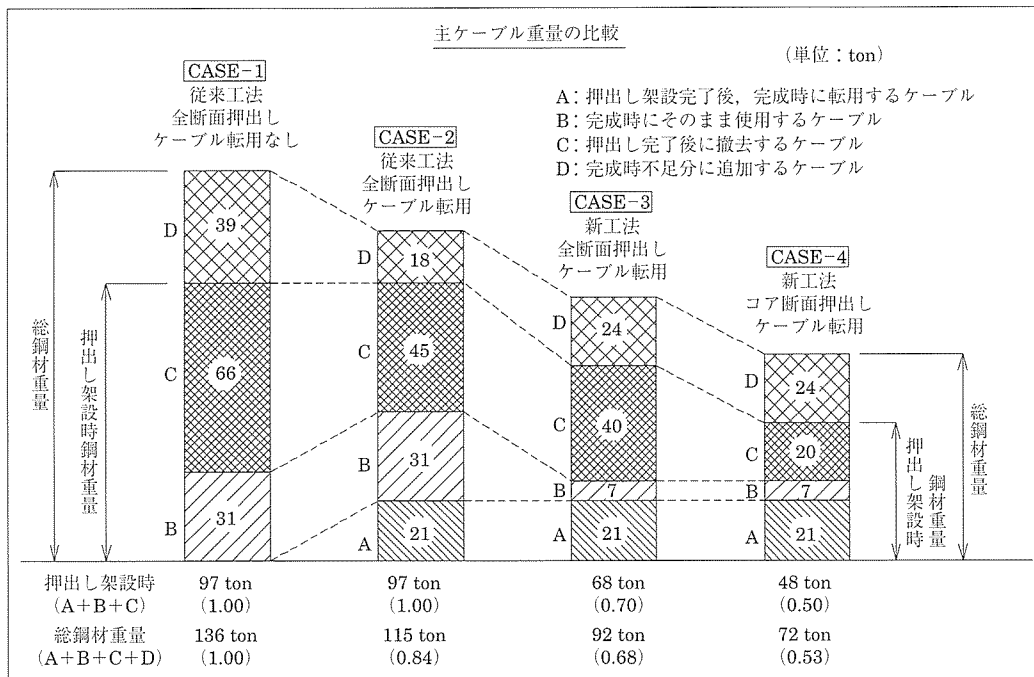 主ケーブル重量の比較
(単位：ton)
A：押出し架設完了後，完成時に転用するケーブル
B：完成時にそのまま使用するケーブル
C：押出し完了後に撤去するケーブル
D：完成時不足分に追加するケーブル
CASE-1
従来工法
全断面押出し
ケーブル転用なし
CASE-2
従来工法
全断面押出し
ケーブル転用
CASE-3
新工法
全断面押出し
ケーブル転用
CASE-4
新工法
コア断面押出し
ケーブル転用
総鋼材重量
押出し架設時鋼材重量
D 39
C 66
B 31
D 18
C 45
B 31
A 21
D 24
C 40
B 7
A 21
D 24
C 20
B 7
A 21
押出し架設時
鋼材重量
総鋼材重量
押出し架設時 97 ton 97 ton 68 ton 48 ton
(A+B+C) (1.00) (1.00) (0.70) (0.50)
総鋼材重量 136 ton 115 ton 92 ton 72 ton
(A+B+C+D) (1.00) (0.84) (0.68) (0.53)